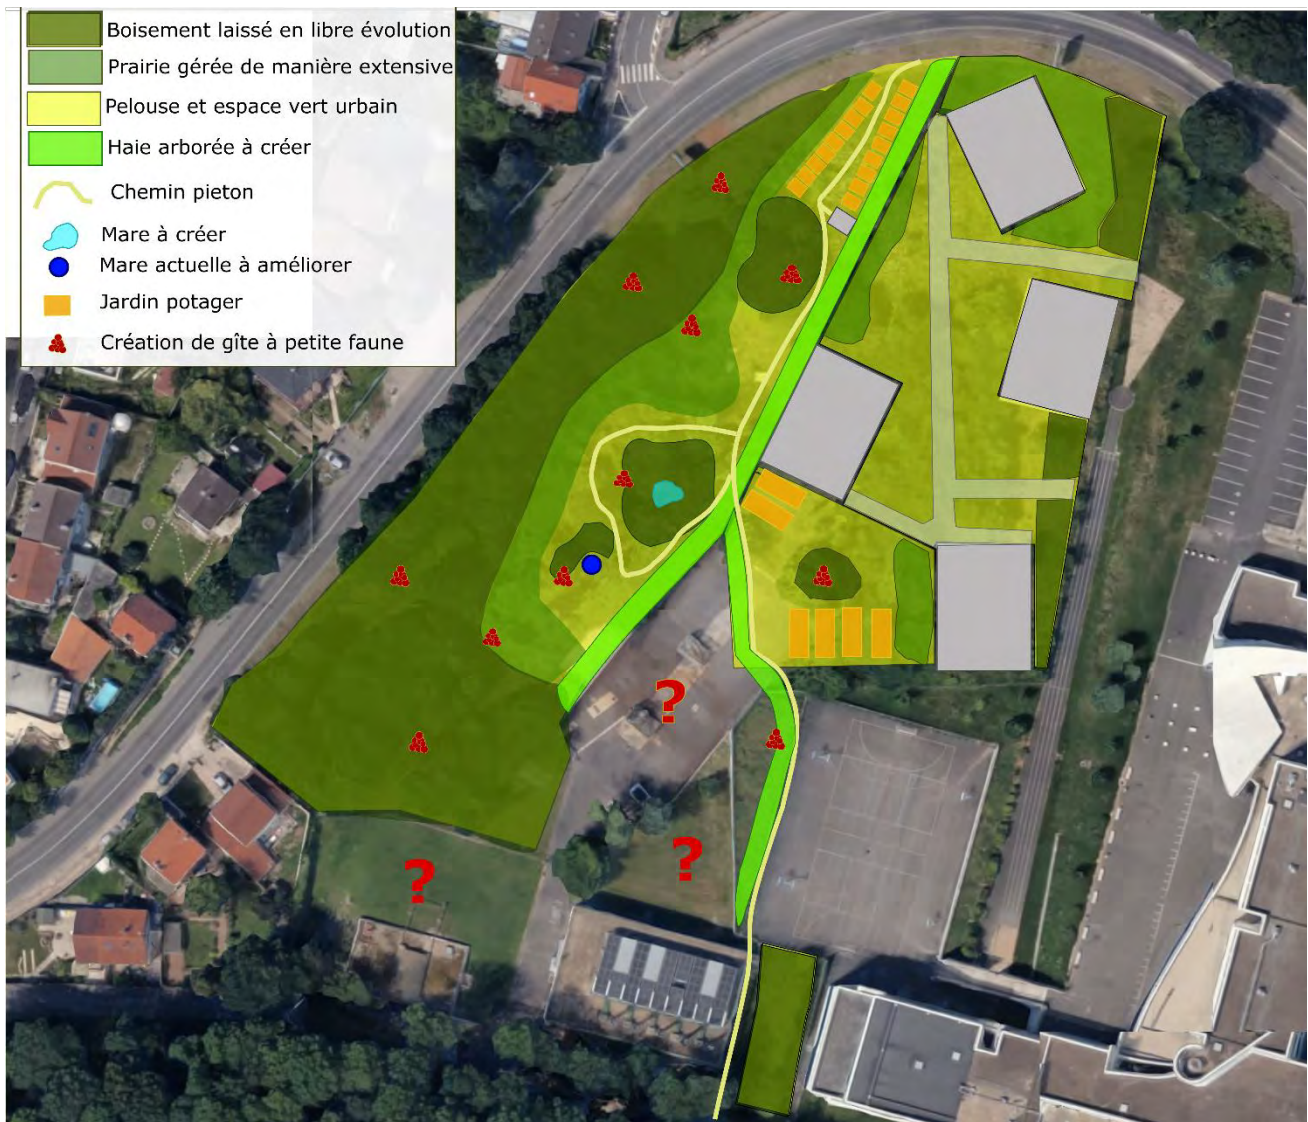 Boisement laissé en libre évolution
Prairie gérée de manière extensive
Pelouse et espace vert urbain
Haie arborée à créer
Chemin pieton
Mare à créer
Mare actuelle à améliorer
Jardin potager
Création de gîte à petite faune
?
?
?